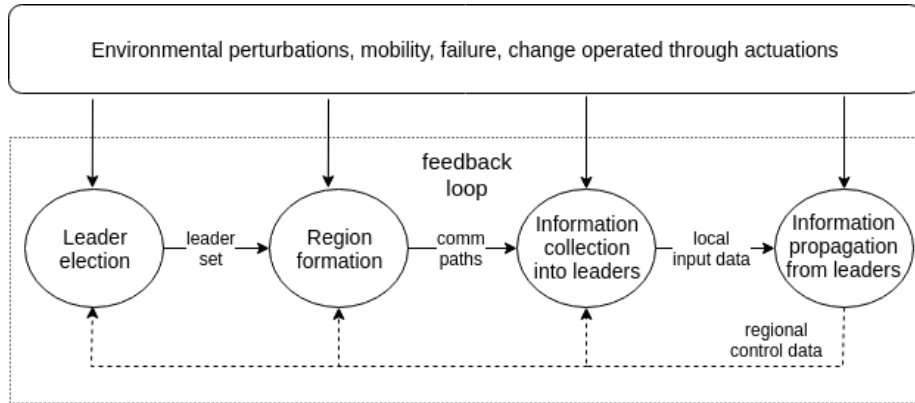 Environmental perturbations, mobility, failure, change operated through actuations
feedback
loop
Leader
election
leader
set
Region
formation
comm
paths
Information
collection
into leaders
local
input data
Information
propagation
from leaders
regional
control data